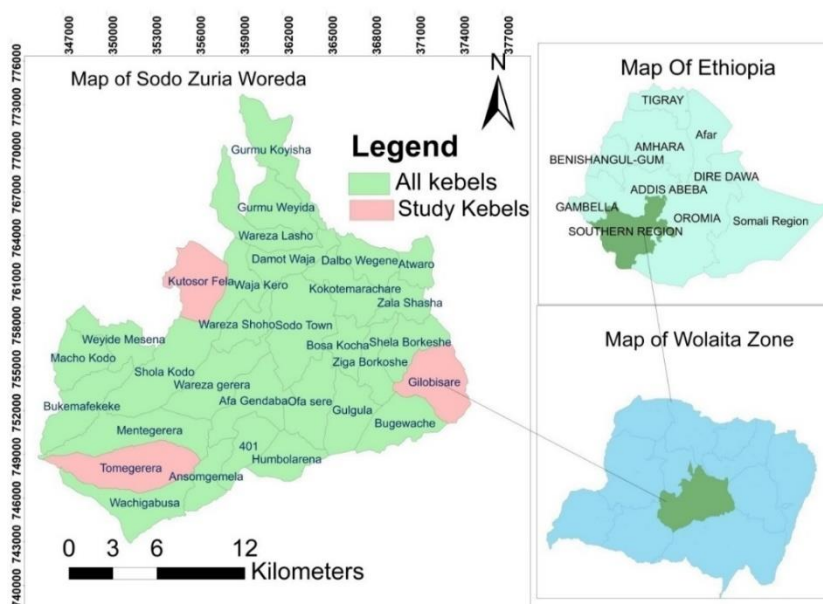 347000 350000 353000 356000 359000 362000 365000 368000 371000 374000 377000
776000
773000
770000
767000
764000
761000
758000
755000
752000
749000
746000
743000
740000
Map of Sodo Zuria Woreda
N
Legend
All kebels
Study Kebels
Gurmu Koyisha
Gurmu Weyida
Wareza Lasho
Damot Waja
Dalbo Wegene
Atwaro
Kutosor Fela
Waja Kero
Kokotemarachare
Zala Shasha
Wareza Shoho
Sodo Town
Weyide Mesena
Bosa Kocha
Shela Borkeshe
Macho Kodo
Ziga Borkoshe
Shola Kodo
Wareza gerera
Gilobisare
Bukemafekeke
Afa Gendaba
Ofa sere
Gulgula
Bugewache
Mentegerera
401
Humbolarena
Tomegerera
Ansomgemela
Wachigabusa
0 3 6 12
Kilometers
Map Of Ethiopia
TIGRAY
Afar
AMHARA
BENISHANGUL-GUM
DIRE DAWA
ADDIS ABEBA
GAMBELLA
OROMIA
Somali Region
SOUTHERN REGION
Map of Wolaita Zone